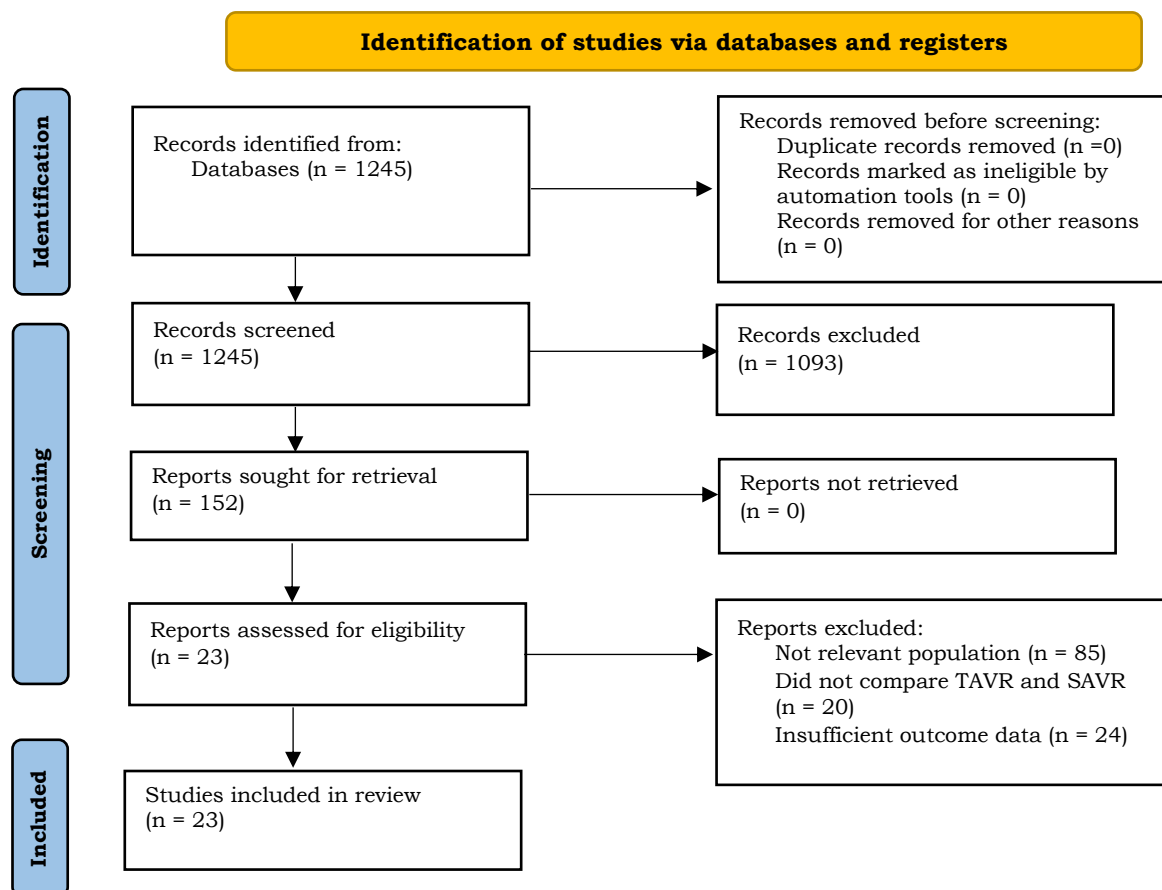 Identification of studies via databases and registers
Identification
Records identified from:
Databases (n = 1245)
Records removed before screening:
Duplicate records removed (n =0)
Records marked as ineligible by
automation tools (n = 0)
Records removed for other reasons
(n = 0)
Screening
Records screened
(n = 1245)
Records excluded
(n = 1093)
Reports sought for retrieval
(n = 152)
Reports not retrieved
(n = 0)
Reports assessed for eligibility
(n = 23)
Reports excluded:
Not relevant population (n = 85)
Did not compare TAVR and SAVR
(n = 20)
Insufficient outcome data (n = 24)
Included
Studies included in review
(n = 23)